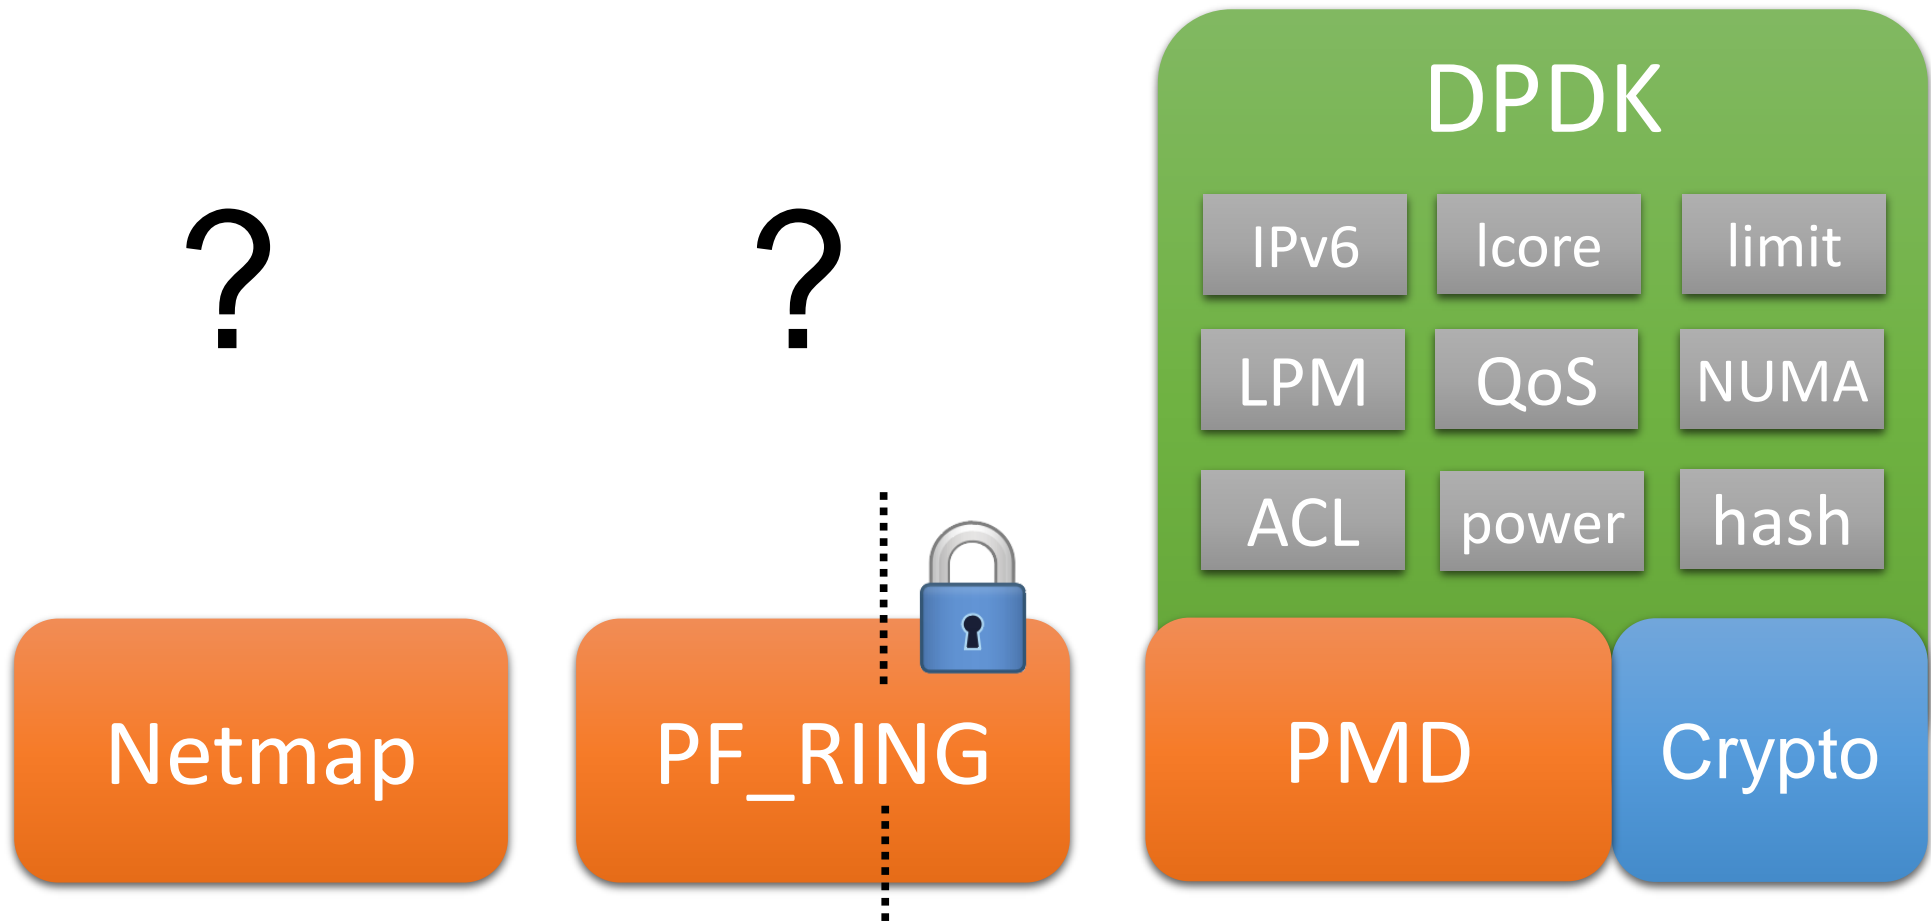 DPDK
?
?
IPv6
lcore
limit
LPM
QoS
NUMA
ACL
power
hash
Netmap
PF_RING
PMD
Crypto